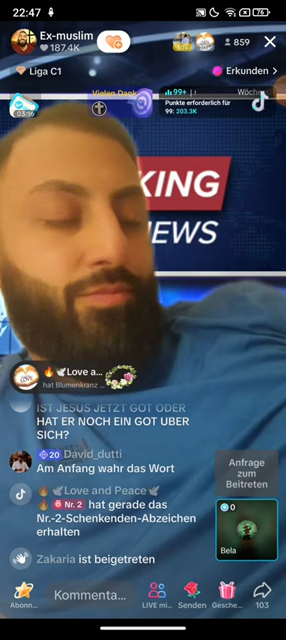 22:47
76
Ex-muslim
187.4K
859
Liga C1
Erkunden
03:16
Vielen Dank
99+
Punkte erforderlich für
99: 203.3K
KING
NEWS
Love a...
hat Blumenkranz ...
IST JESUS JETZT GOT ODER
HAT ER NOCH EIN GOT UBER
SICH?
20 David_dutti
Am Anfang wahr das Wort
🔥🕊Love and Peace🕊
🔥 Nr. 2 hat gerade das
Nr.-2-Schenkenden-Abzeichen
erhalten
Zakaria ist beigetreten
Anfrage
zum
Beitreten
0
Bela
Abonn...
Kommenta...
LIVE mi...
Senden
Gesche...
103